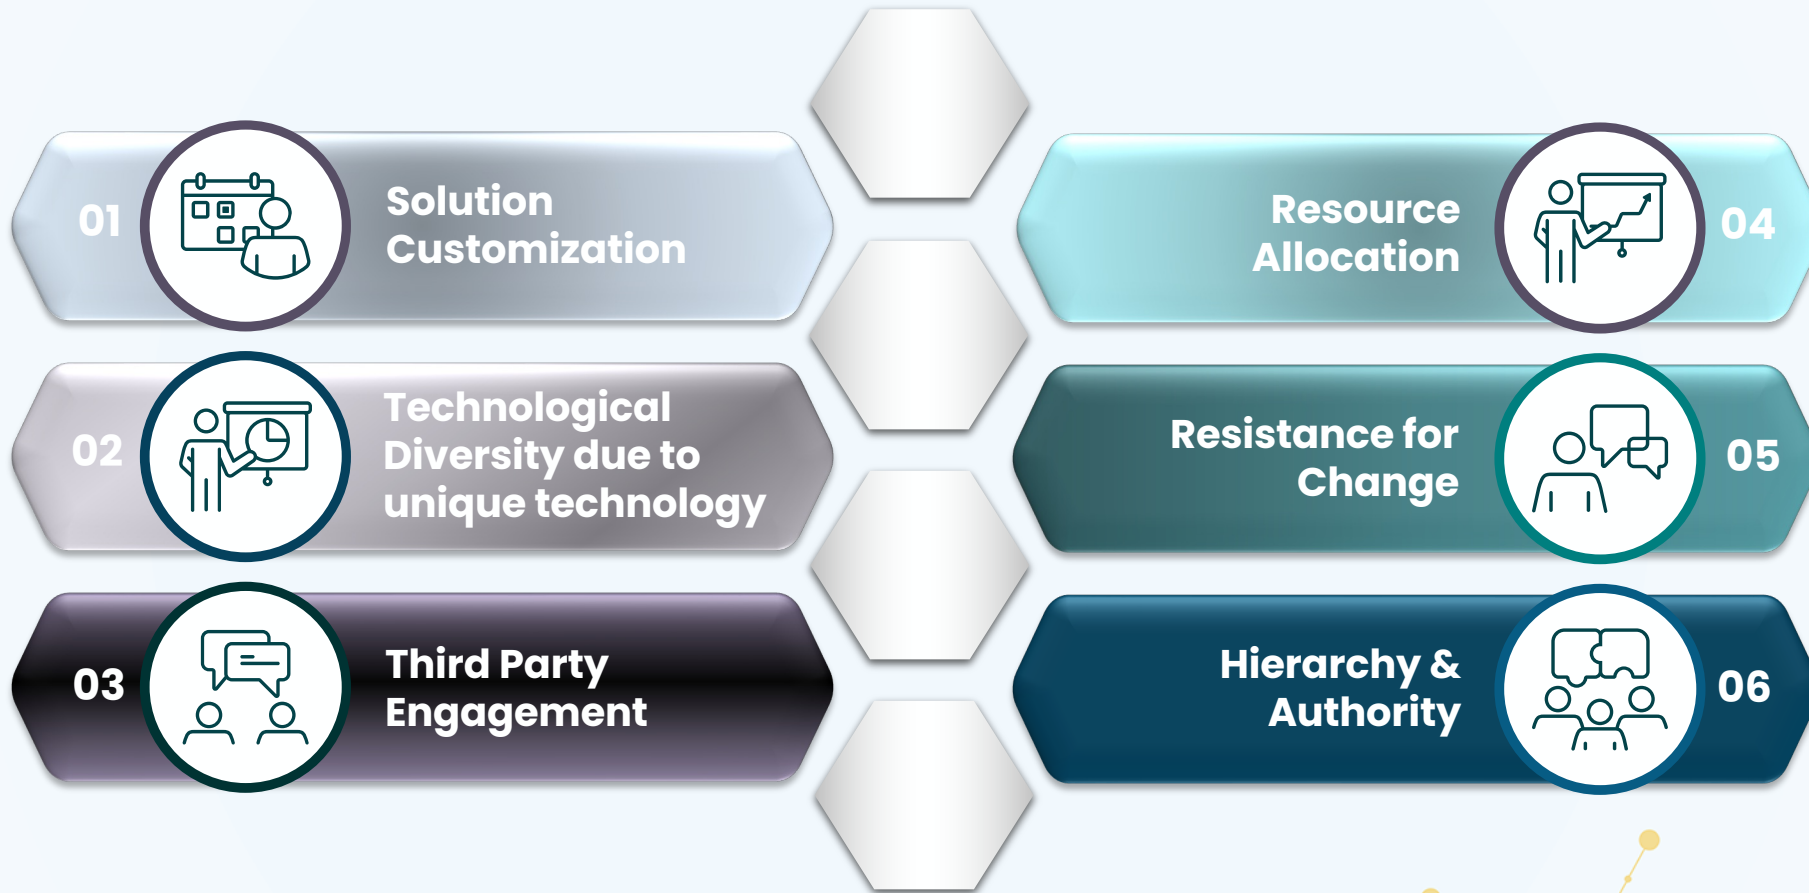 01
Solution
Customization
02
Technological
Diversity due to
unique technology
03
Third Party
Engagement
Resource
Allocation
04
Resistance for
Change
05
Hierarchy &
Authority
06